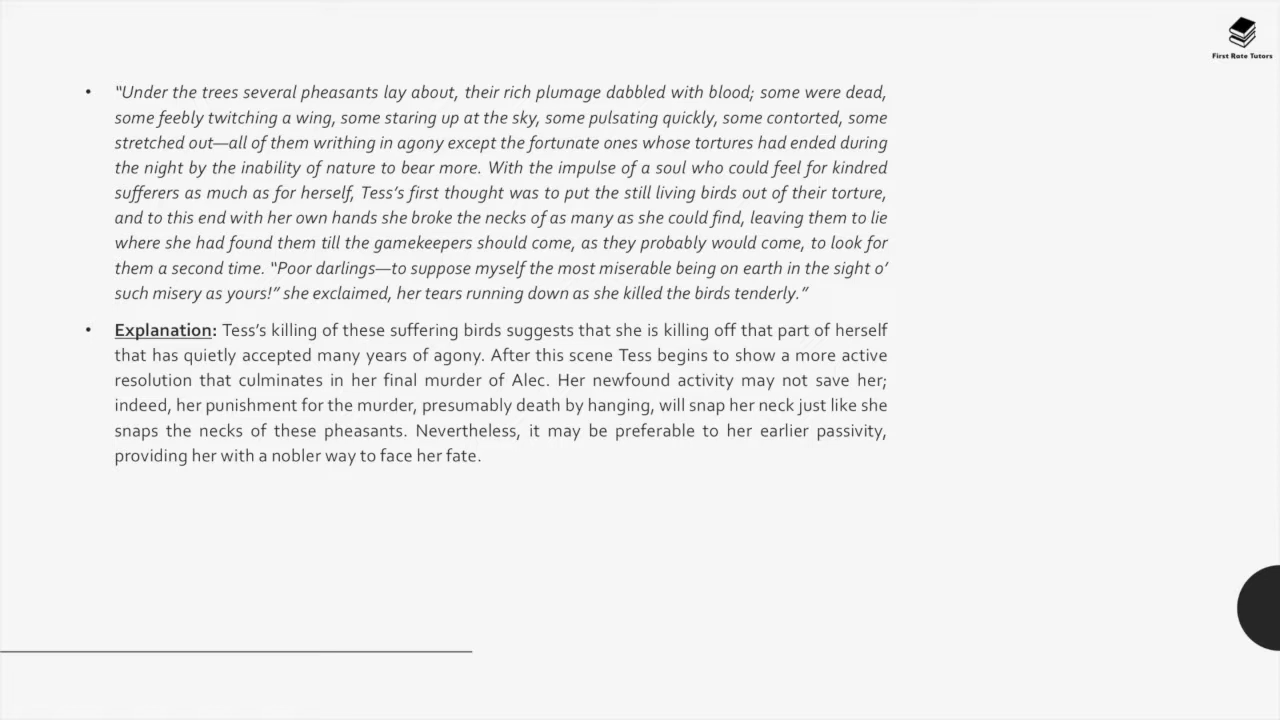 First Rate Tutors
• “Under the trees several pheasants lay about, their rich plumage dabbled with blood; some were dead,
some feebly twitching a wing, some staring up at the sky, some pulsating quickly, some contorted, some
stretched out—all of them writhing in agony except the fortunate ones whose tortures had ended during
the night by the inability of nature to bear more. With the impulse of a soul who could feel for kindred
sufferers as much as for herself, Tess’s first thought was to put the still living birds out of their torture,
and to this end with her own hands she broke the necks of as many as she could find, leaving them to lie
where she had found them till the gamekeepers should come, as they probably would come, to look for
them a second time. “Poor darlings—to suppose myself the most miserable being on earth in the sight o’
such misery as yours!” she exclaimed, her tears running down as she killed the birds tenderly.”
• Explanation: Tess’s killing of these suffering birds suggests that she is killing off that part of herself
that has quietly accepted many years of agony. After this scene Tess begins to show a more active
resolution that culminates in her final murder of Alec. Her newfound activity may not save her;
indeed, her punishment for the murder, presumably death by hanging, will snap her neck just like she
snaps the necks of these pheasants. Nevertheless, it may be preferable to her earlier passivity,
providing her with a nobler way to face her fate.